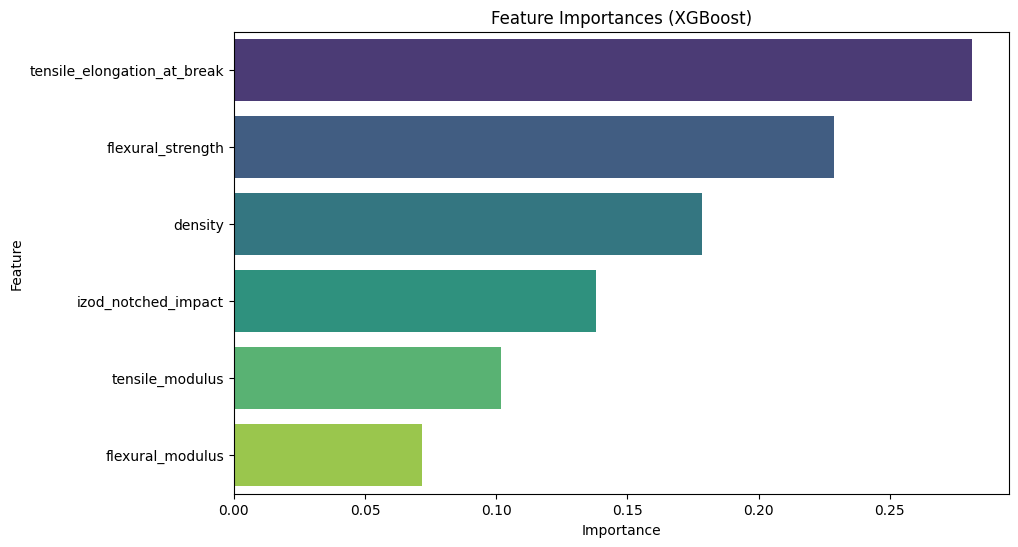 Feature Importances (XGBoost)
Feature
tensile_elongation_at_break
flexural_strength
density
izod_notched_impact
tensile_modulus
flexural_modulus
0.00 0.05 0.10 0.15 0.20 0.25
Importance